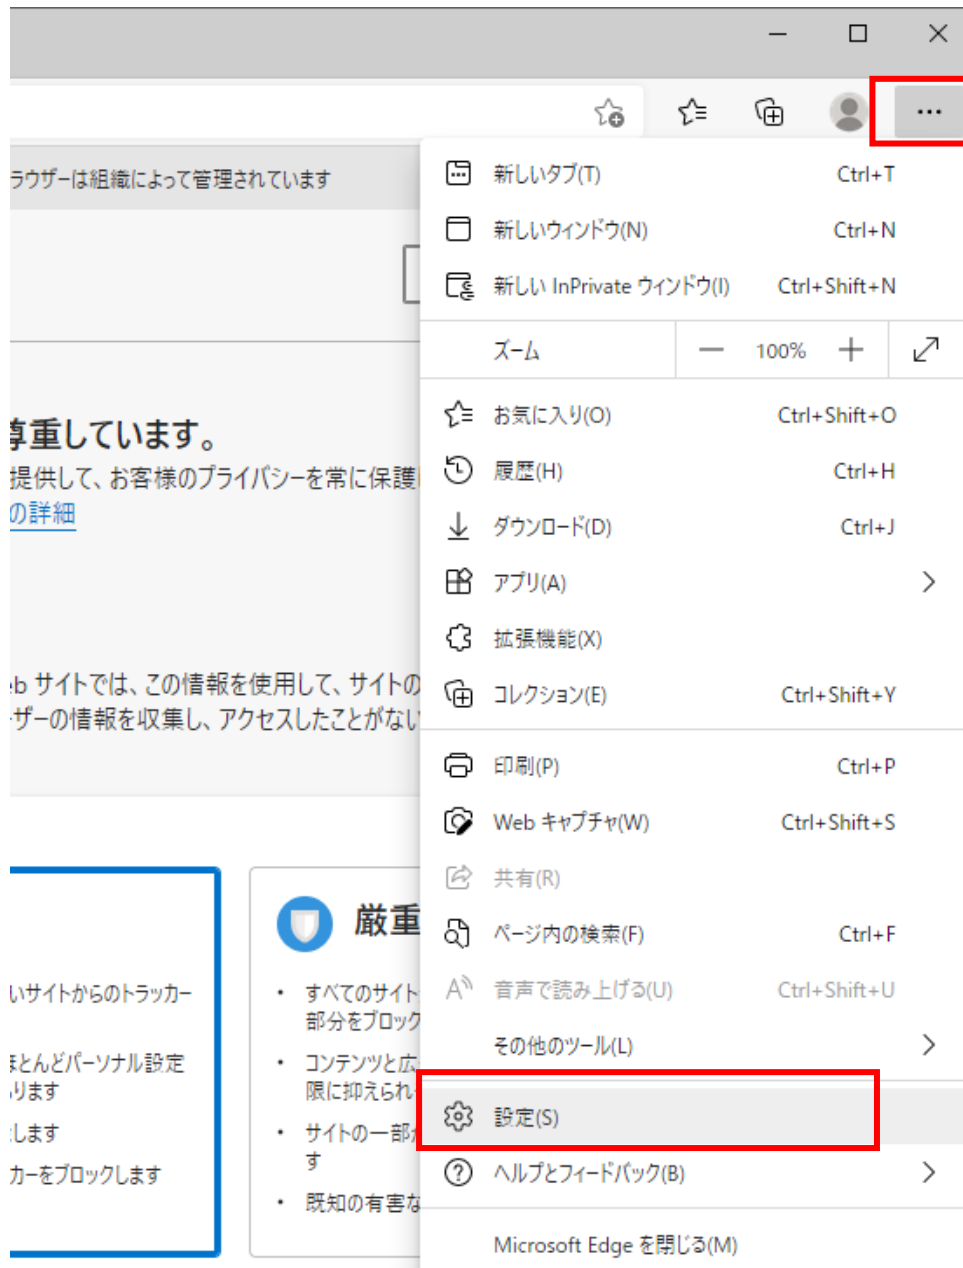 ラウザーは組織によって管理されています
尊重しています。
提供して、お客様のプライバシーを常に保護
の詳細
eb サイトでは、この情報を使用して、サイトの
ーザーの情報を収集し、アクセスしたことがない
いサイトからのトラッカー
ほとんどパーソナル設定
ります
します
カーをブロックします
厳重
• すべてのサイト
部分をブロック
• コンテンツと広
限に抑えられ
• サイトの一部
す
• 既知の有害な
新しいタブ(T) Ctrl+T
新しいウィンドウ(N) Ctrl+N
新しい InPrivate ウィンドウ(I) Ctrl+Shift+N
ズーム — 100% +
お気に入り(O) Ctrl+Shift+O
履歴(H) Ctrl+H
ダウンロード(D) Ctrl+J
アプリ(A)
拡張機能(X)
コレクション(E) Ctrl+Shift+Y
印刷(P) Ctrl+P
Web キャプチャ(W) Ctrl+Shift+S
共有(R)
ページ内の検索(F) Ctrl+F
音声で読み上げる(U) Ctrl+Shift+U
その他のツール(L)
設定(S)
ヘルプとフィードバック(B)
Microsoft Edge を閉じる(M)